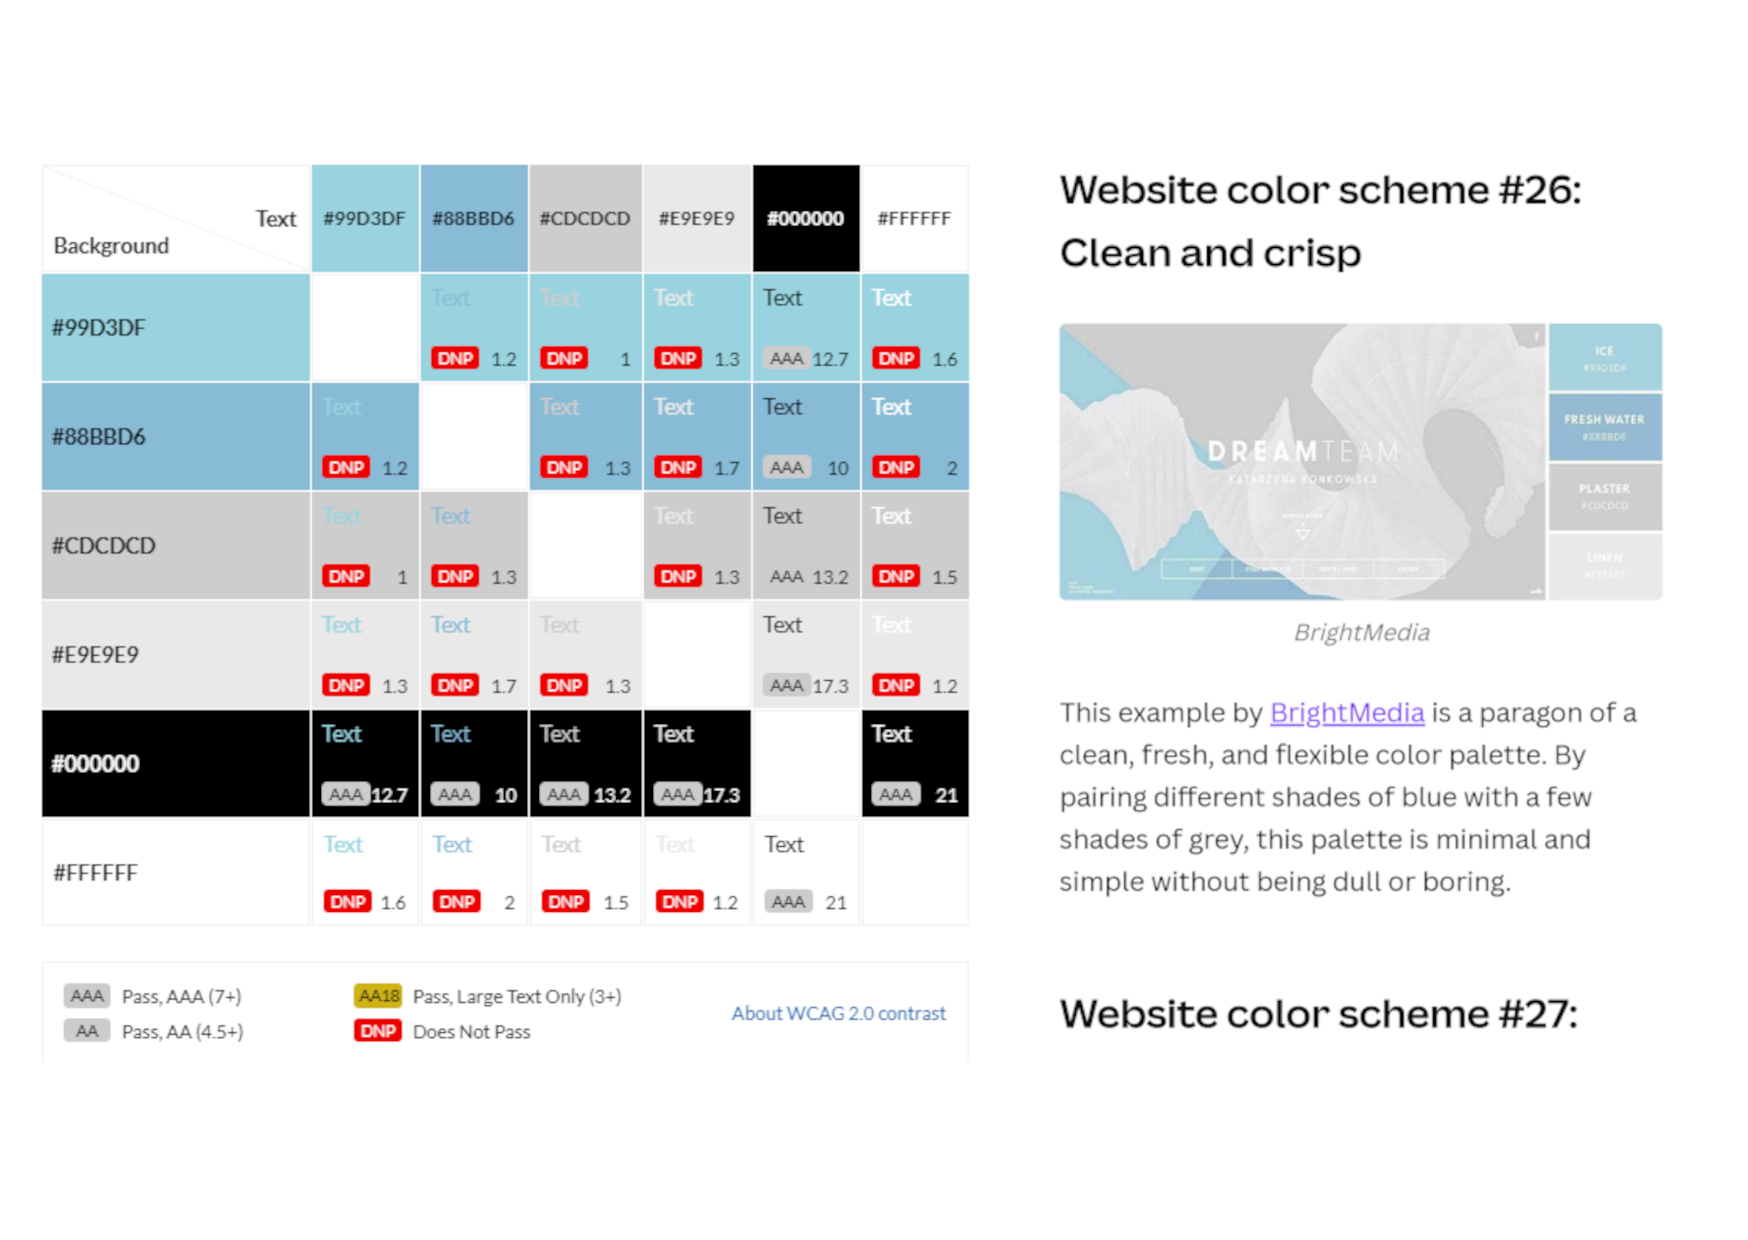 Text
Background
#99D3DF #88BBD6 #CDCDCD #E9E9E9 #000000 #FFFFFF
#99D3DF
Text Text Text Text Text
DNP 1.2 DNP 1 DNP 1.3 AAA 12.7 DNP 1.6
#88BBD6
Text Text Text Text Text
DNP 1.2 DNP 1.3 DNP 1.7 AAA 10 DNP 2
#CDCDCD
Text Text Text Text Text
DNP 1 DNP 1.3 DNP 1.3 AAA 13.2 DNP 1.5
#E9E9E9
Text Text Text Text Text
DNP 1.3 DNP 1.7 DNP 1.3 AAA 17.3 DNP 1.2
#000000
Text Text Text Text Text
AAA 12.7 AAA 10 AAA 13.2 AAA 17.3 AAA 21
#FFFFFF
Text Text Text Text Text
DNP 1.6 DNP 2 DNP 1.5 DNP 1.2 AAA 21
AAA Pass, AAA (7+)
AA Pass, AA (4.5+)
AA18 Pass, Large Text Only (3+)
DNP Does Not Pass
About WCAG 2.0 contrast
Website color scheme #26:
Clean and crisp
DREAMTEAM
KATARZYNA KONKOWSKA
ICE
#99D3DF
FRESH WATER
#88BBD6
PLASTER
#CDCDCD
LINEN
BrightMedia
This example by BrightMedia is a paragon of a
clean, fresh, and flexible color palette. By
pairing different shades of blue with a few
shades of grey, this palette is minimal and
simple without being dull or boring.
Website color scheme #27: